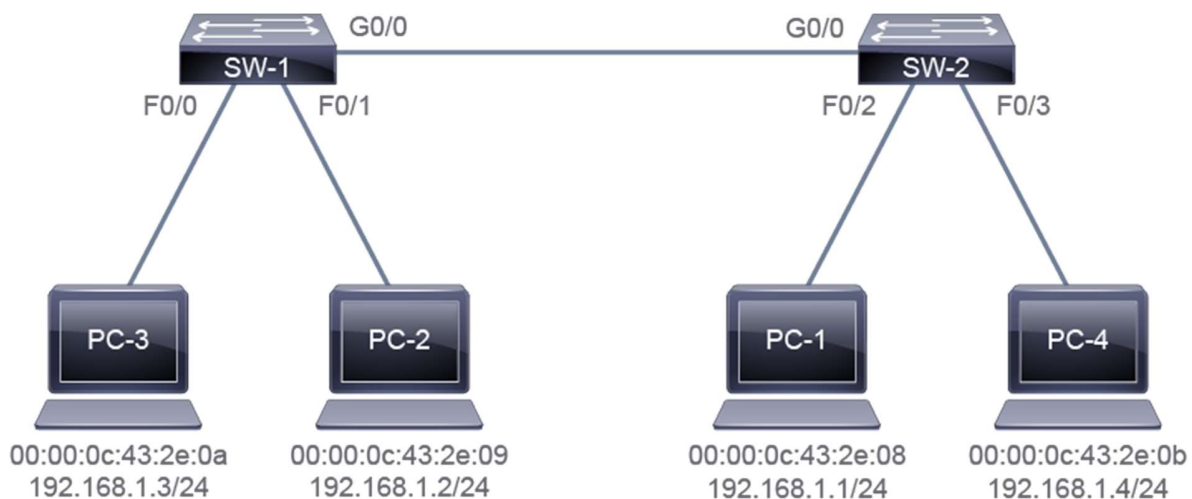 G0/0
G0/0
SW-1
SW-2
F0/0
F0/1
F0/2
F0/3
PC-3
PC-2
PC-1
PC-4
00:00:0c:43:2e:0a
192.168.1.3/24
00:00:0c:43:2e:09
192.168.1.2/24
00:00:0c:43:2e:08
192.168.1.1/24
00:00:0c:43:2e:0b
192.168.1.4/24